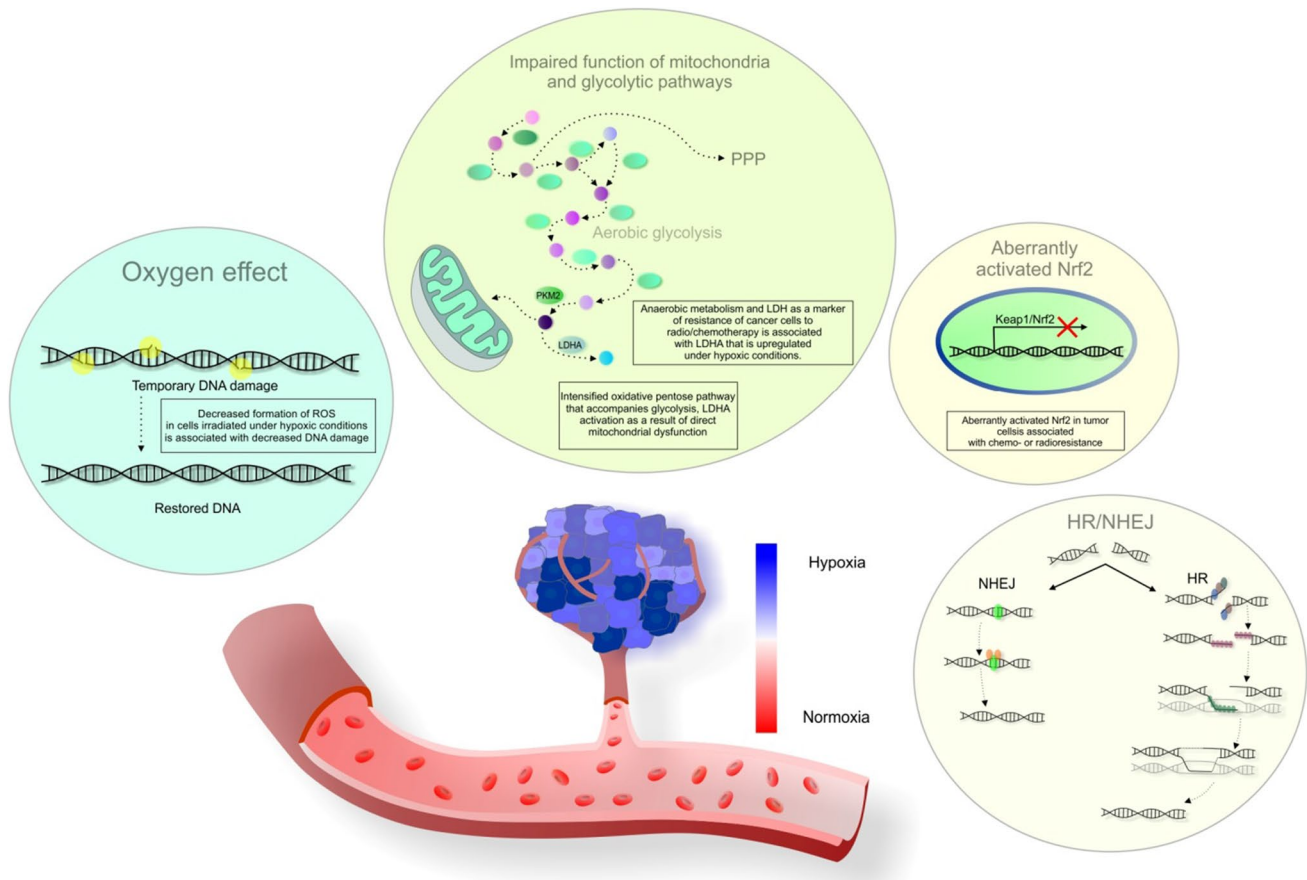 Impaired function of mitochondria
and glycolytic pathways
PPP
Aerobic glycolysis
PKM2
LDHA
Anaerobic metabolism and LDH as a marker
of resistance of cancer cells to
radio/chemotherapy is associated
with LDHA that is upregulated
under hypoxic conditions.
Intensified oxidative pentose pathway
that accompanies glycolysis, LDHA
activation as a result of direct
mitochondrial dysfunction
Oxygen effect
Temporary DNA damage
Decreased formation of ROS
in cells irradiated under hypoxic conditions
is associated with decreased DNA damage
Restored DNA
Aberrantly
activated Nrf2
Keap1/Nrf2
Aberrantly activated Nrf2 in tumor
cellsis associated
with chemo- or radioresistance
HR/NHEJ
NHEJ
HR
Hypoxia
Normoxia